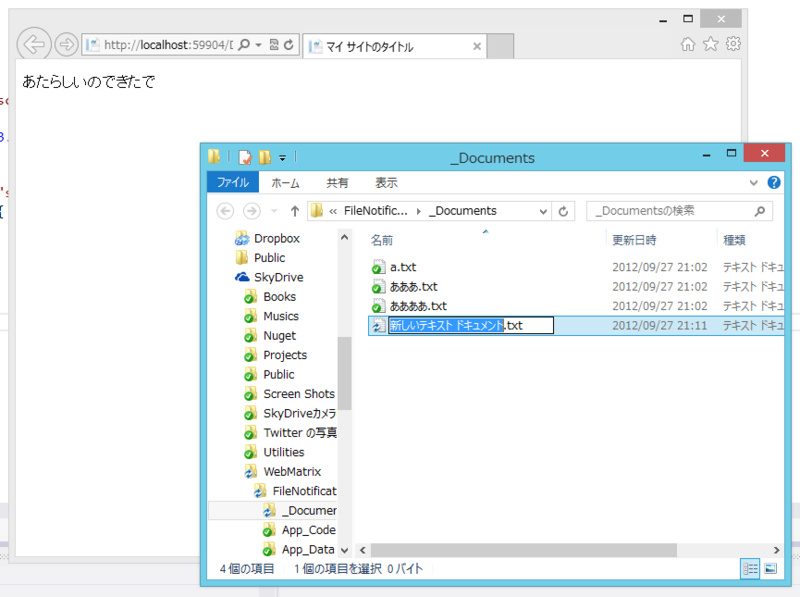 http://localhost:59904/D
マイ サイトのタイトル
あたらしいのできたで
_Documents
ファイル
ホーム
共有
表示
« FileNotific... ▸ _Documents
_Documentsの検索
名前
更新日時
種類
Dropbox
Public
SkyDrive
Books
Musics
Nuget
Projects
Public
Screen Shots
SkyDriveカメラ
Twitter の写真
Utilities
WebMatrix
FileNotificat
_Documen
App_Code
App_Data
a.txt 2012/09/27 21:02 テキスト ドキュ
あああ.txt 2012/09/27 21:02 テキスト ドキュ
ああああ.txt 2012/09/27 21:02 テキスト ドキュ
新しいテキスト ドキュメント.txt 2012/09/27 21:11 テキスト ドキュ
4 個の項目 1 個の項目を選択 0 バイト